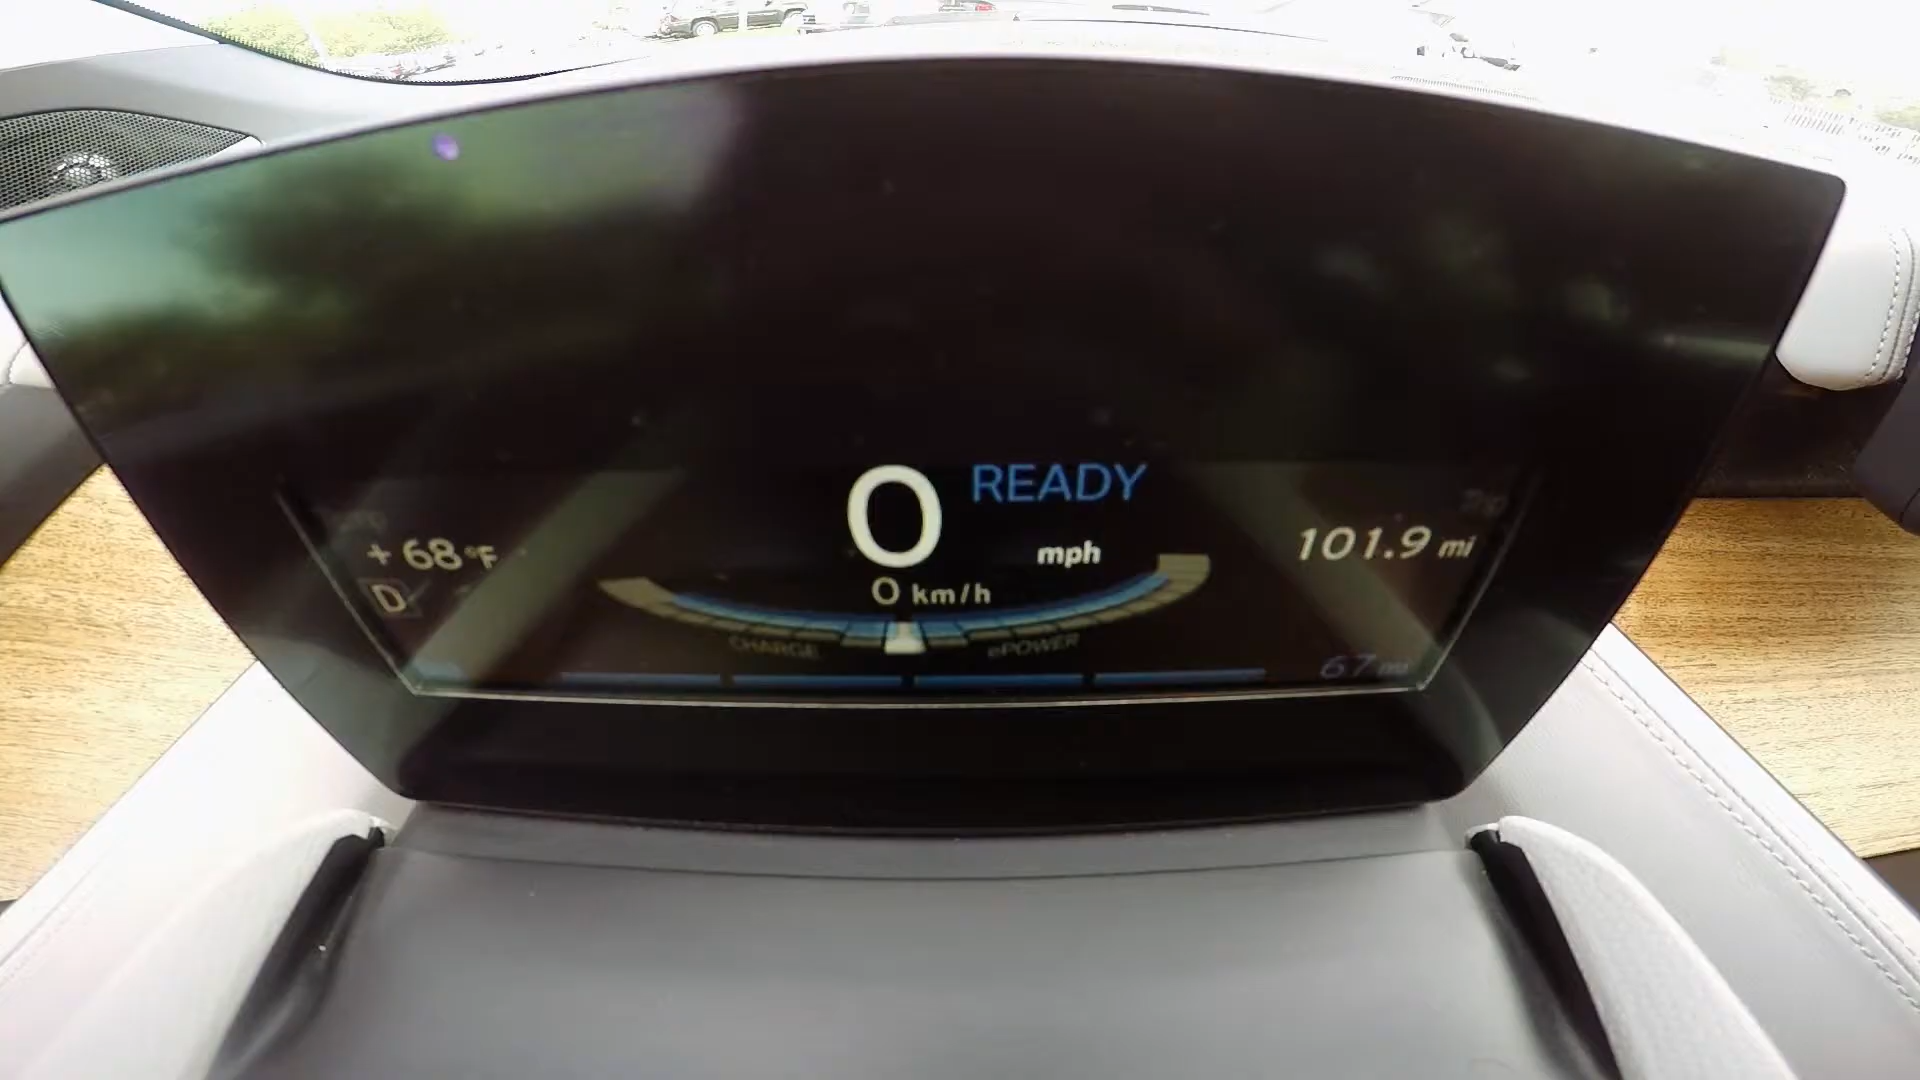 0 READY
mph
+ 68 °F
101.9 mi
D
0 km/h
CHARGE
ePOWER
67 mi